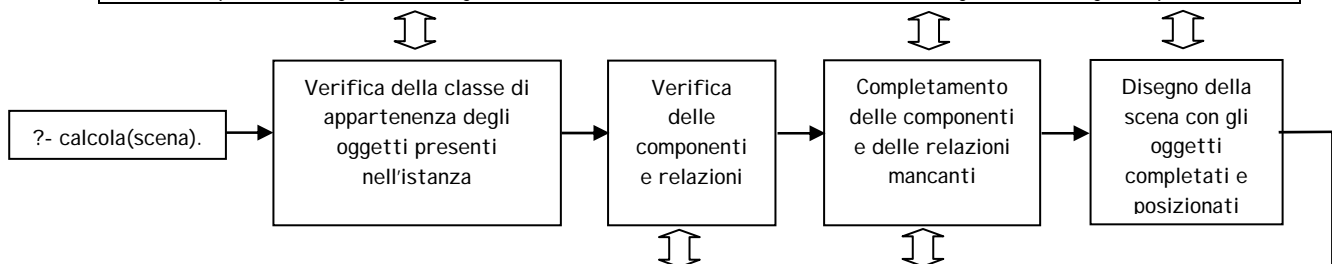 ?- calcola(scena).
Verifica della classe di
appartenenza degli
oggetti presenti
nell'istanza
Verifica
delle
componenti
e relazioni
Completamento
delle componenti
e delle relazioni
mancanti
Disegno della
scena con gli
oggetti
completati e
posizionati